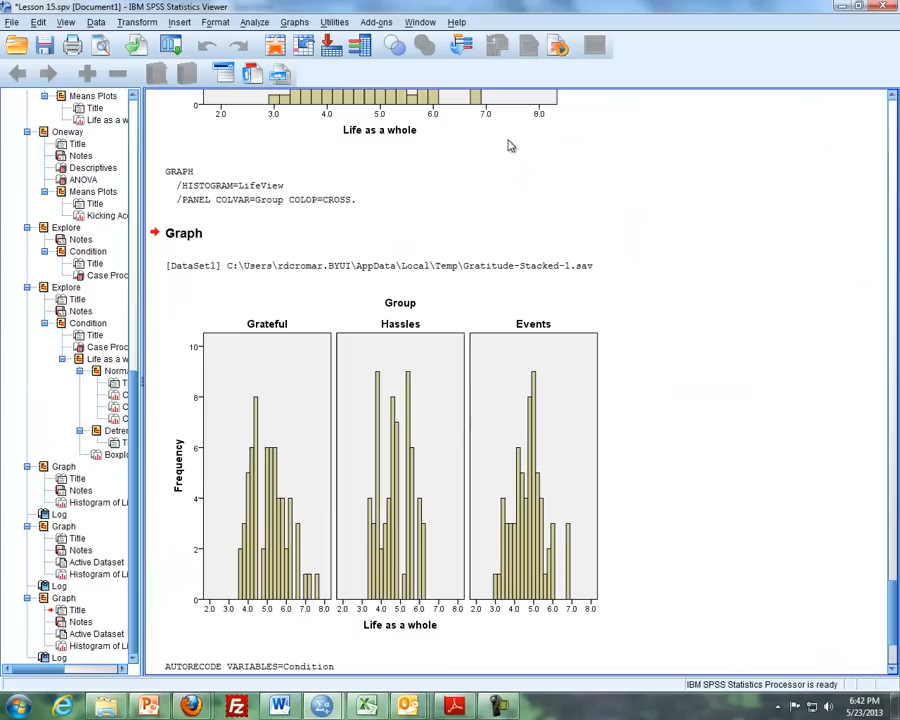 *Lesson 15.spv [Document1] - IBM SPSS Statistics Viewer
File Edit View Data Transform Insert Format Analyze Graphs Utilities Add-ons Window Help
Means Plots
Title
Life as a w
Oneway
Title
Notes
Descriptives
ANOVA
Means Plots
Title
Kicking Ac
Explore
Notes
Condition
Title
Case Proc
Explore
Title
Notes
Condition
Title
Case Proc
Life as a w
Norma
T
C
C
C
Detren
T
Boxplo
Graph
Title
Notes
Histogram of Li
Log
Graph
Title
Notes
Active Dataset
Histogram of Li
Log
Graph
Title
Notes
Active Dataset
Histogram of Li
Log
0
2.0 3.0 4.0 5.0 6.0 7.0 8.0
Life as a whole
GRAPH
/HISTOGRAM=LifeView
/PANEL COLVAR=Group COLOP=CROSS.
Graph
[DataSet1] C:\Users\rdcromar.BYUI\AppData\Local\Temp\Gratitude-Stacked-1.sav
Group
Grateful Hassles Events
Frequency
10
8
6
4
2
0
2.0 3.0 4.0 5.0 6.0 7.0 8.0 2.0 3.0 4.0 5.0 6.0 7.0 8.0 2.0 3.0 4.0 5.0 6.0 7.0 8.0
Life as a whole
AUTORECODE VARIABLES=Condition
IBM SPSS Statistics Processor is ready
6:42 PM
5/23/2013